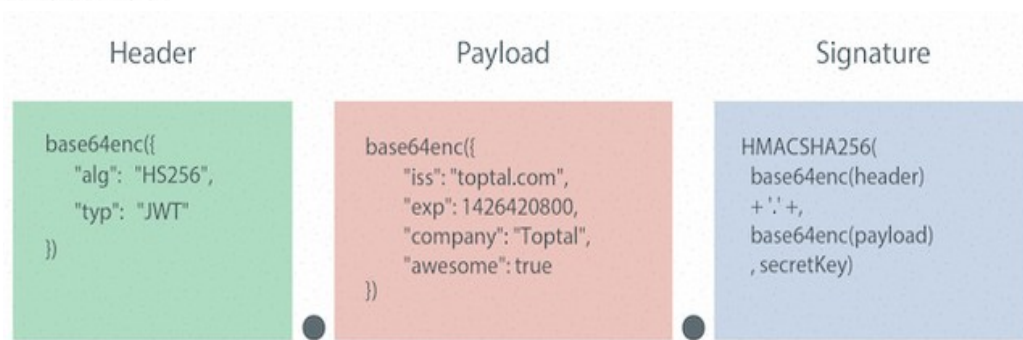 Header
base64enc({
"alg": "HS256",
"typ": "JWT"
})
Payload
base64enc({
"iss": "toptal.com",
"exp": 1426420800,
"company": "Toptal",
"awesome": true
})
Signature
HMACSHA256(
base64enc(header)
+ '.' +,
base64enc(payload)
, secretKey)